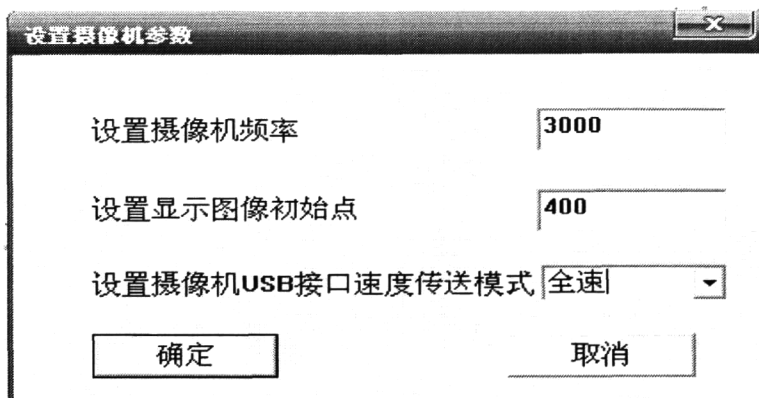 设置摄像机参数
设置摄像机频率 3000
设置显示图像初始点 400
设置摄像机USB接口速度传送模式 全速
确定 取消